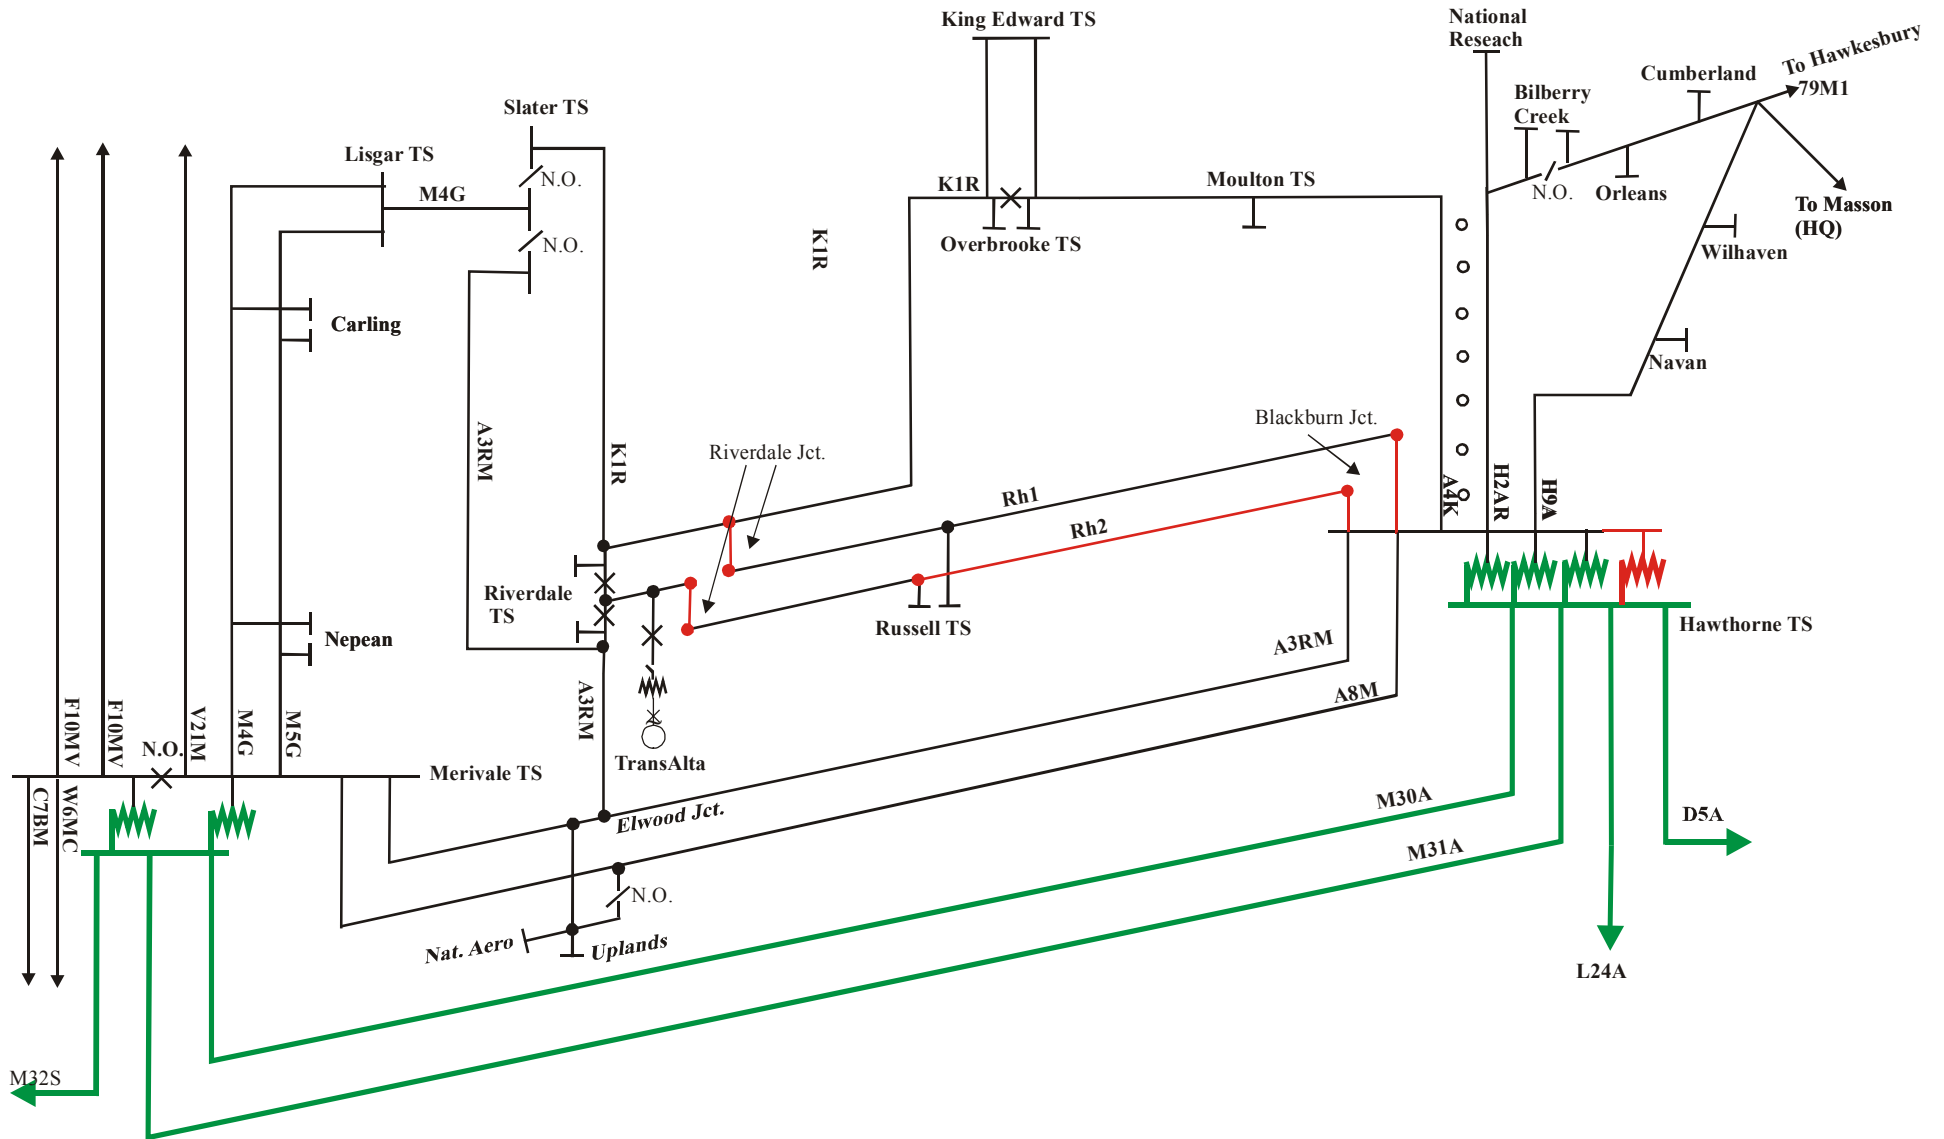 King Edward TS
National
Reseach
To Hawkesbury
79M1
Cumberland
Bilberry
Creek
Slater TS
Lisgar TS
N.O.
M4G
K1R
Moulton TS
N.O.
Orleans
To Masson
(HQ)
Overbrooke TS
N.O.
K1R
Wilhaven
Carling
Navan
Blackburn Jct.
A3RM
K1R
Riverdale Jct.
Rh1
Rh2
A4K
H2AR
H9A
Riverdale
TS
Russell TS
Hawthorne TS
Nepean
A3RM
A3RM
A8M
F10MV
F10MV
V21M
M4G
M5G
N.O.
Merivale TS
TransAlta
C7BM
W6MC
Elwood Jct.
M30A
D5A
M31A
N.O.
Nat. Aero
Uplands
L24A
M32S